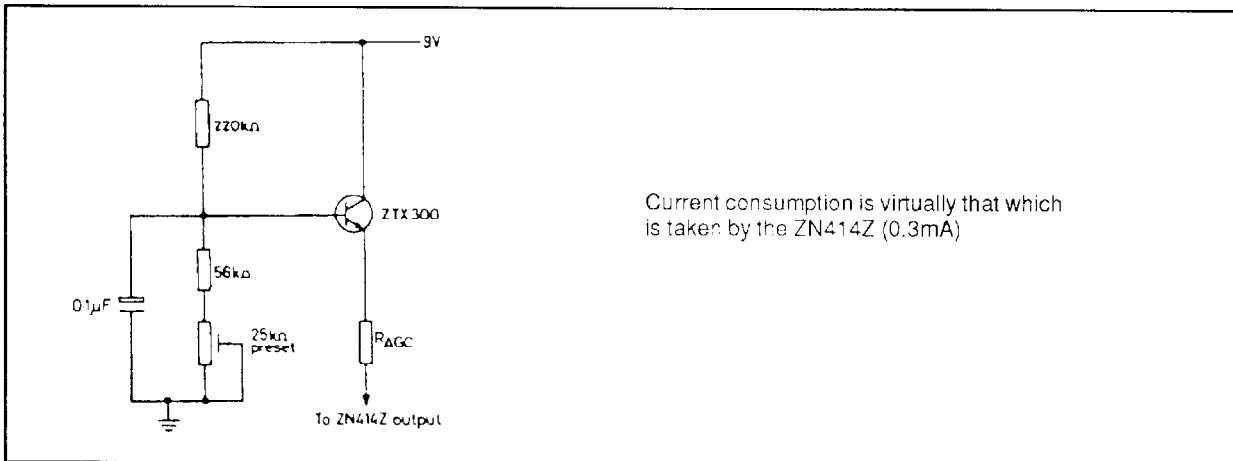 9V
220kΩ
ZTX300
56kΩ
0.1µF
25kΩ
preset
RAGC
To ZN414Z output
Current consumption is virtually that which
is taken by the ZN414Z (0.3mA)